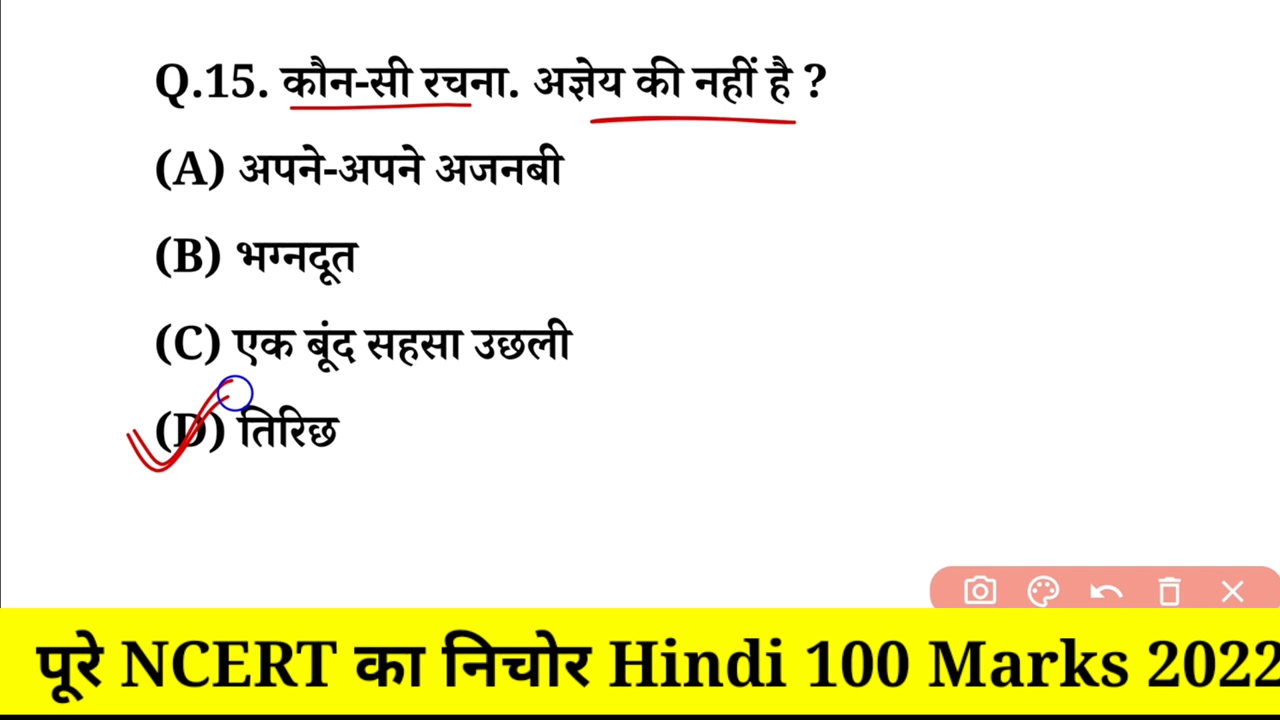 Q.15. कौन-सी रचना. अज्ञेय की नहीं है ?
(A) अपने-अपने अजनबी
(B) भग्नदूत
(C) एक बूंद सहसा उछली
(D) तिरिछ
पूरे NCERT का निचोर Hindi 100 Marks 2022